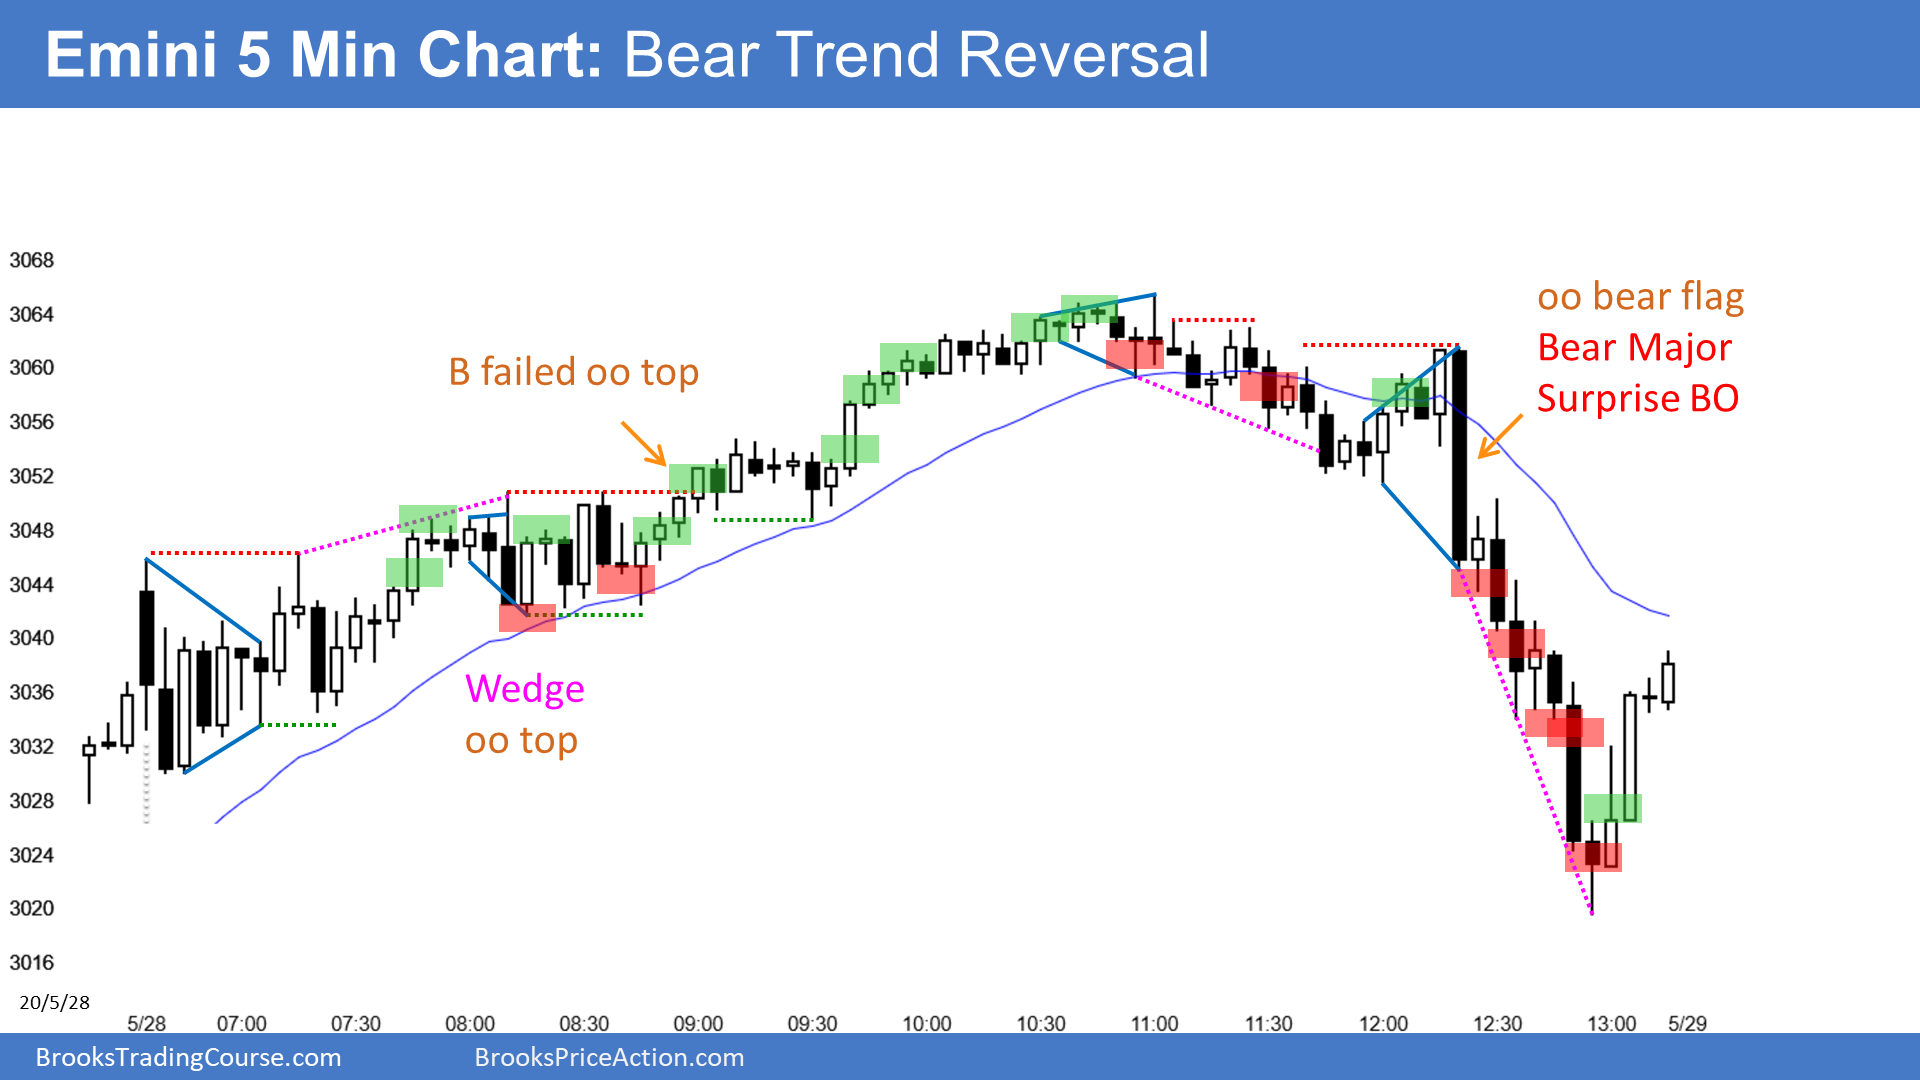 Emini 5 Min Chart: Bear Trend Reversal
3068
3064
3060
3056
3052
3048
3044
3040
3036
3032
3028
3024
3020
3016
B failed oo top
Wedge
oo top
oo bear flag
Bear Major
Surprise BO
20/5/28
5/28 07:00 07:30 08:00 08:30 09:00 09:30 10:00 10:30 11:00 11:30 12:00 12:30 13:00 5/29
BrooksTradingCourse.com BrooksPriceAction.com